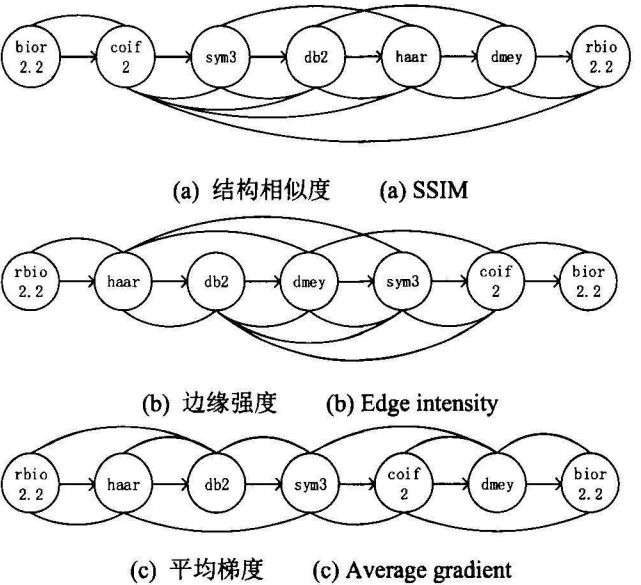 bior 2.2 coif 2 sym3 db2 haar dmey rbio 2.2
(a) 结构相似度 (a) SSIM
rbio 2.2 haar db2 dmey sym3 coif 2 bior 2.2
(b) 边缘强度 (b) Edge intensity
rbio 2.2 haar db2 sym3 coif 2 dmey bior 2.2
(c) 平均梯度 (c) Average gradient